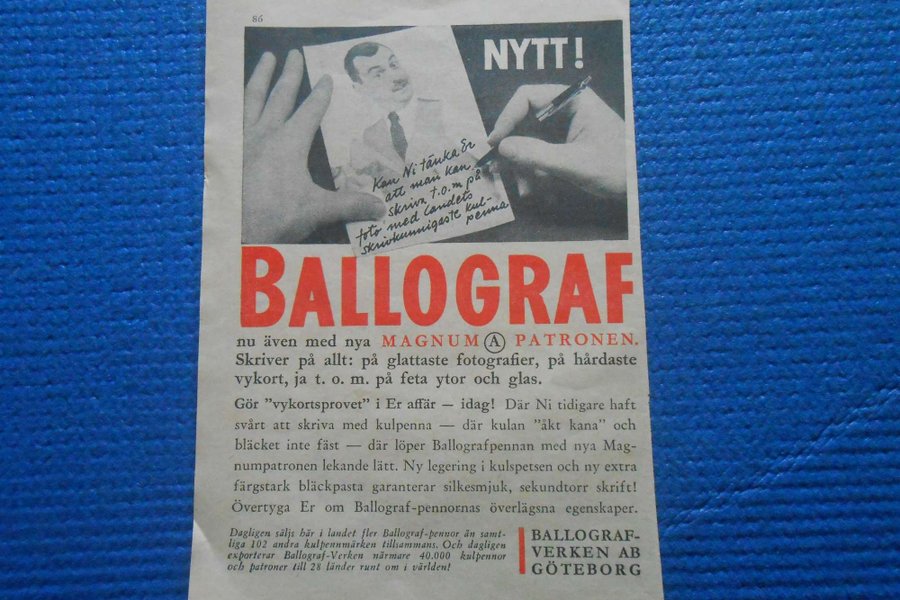 86
NYTT!
Kan Ni tänka Er
att man kan
skriva t.o.m på
foto med landets
skrivkunnigaste kul-
penna
BALLOGRAF
nu även med nya MAGNUM A PATRONEN.
Skriver på allt: på glattaste fotografier, på hårdaste
vykort, ja t. o. m. på feta ytor och glas.
Gör ”vykortsprovet” i Er affär — idag! Där Ni tidigare haft
svårt att skriva med kulpenna — där kulan ”åkt kana” och
bläcket inte fäst — där löper Ballografpennan med nya Mag-
numpatronen lekande lätt. Ny legering i kulspetsen och ny extra
färgstark bläckpasta garanterar silkesmjuk, sekundtorr skrift!
Övertyga Er om Ballograf-pennornas överlägsna egenskaper.
Dagligen säljs här i landet fler Ballograf-pennor än samt-
liga 102 andra kulpennmärken tillsammans. Och dagligen
exporterar Ballograf-Verken närmare 40.000 kulpennor
och patroner till 28 länder runt om i världen!
BALLOGRAF-
VERKEN AB
GÖTEBORG